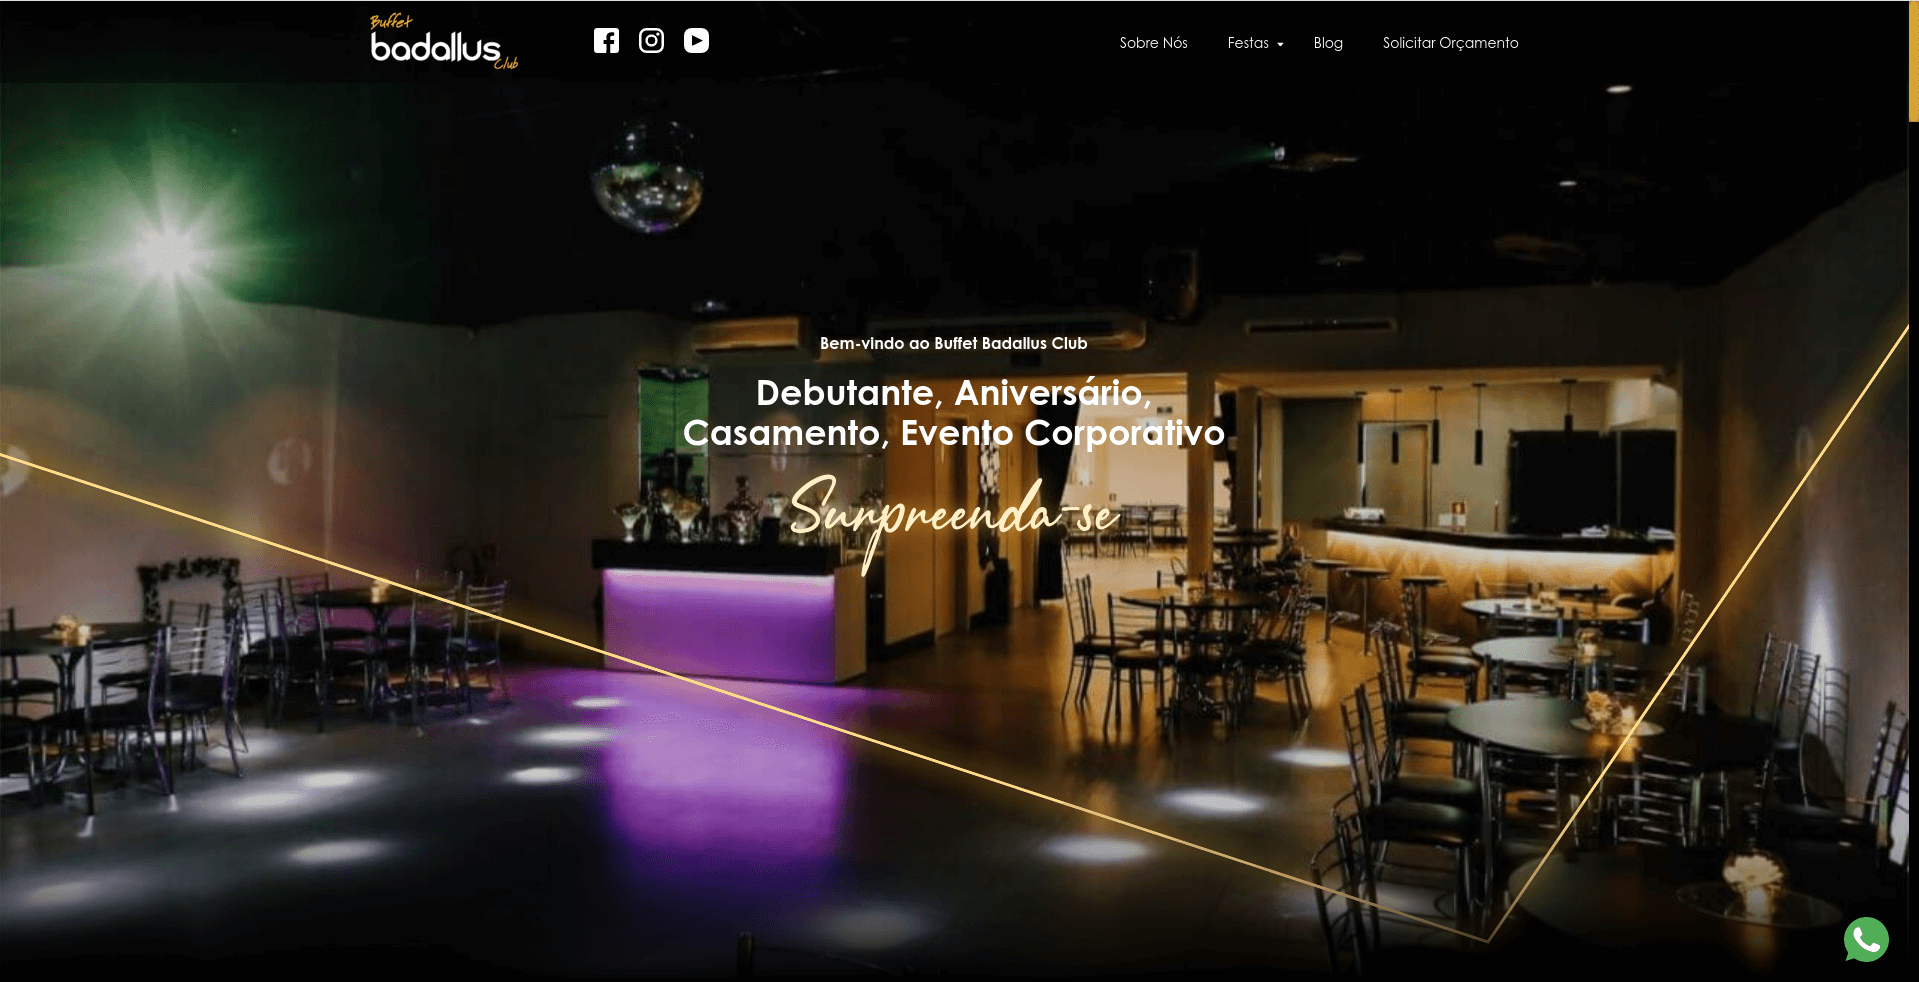 Buffet
badallus
Club
Sobre Nós
Festas
Blog
Solicitar Orçamento
Bem-vindo ao Buffet Badallus Club
Debutante, Aniversário,
Casamento, Evento Corporativo
Surpreenda-se